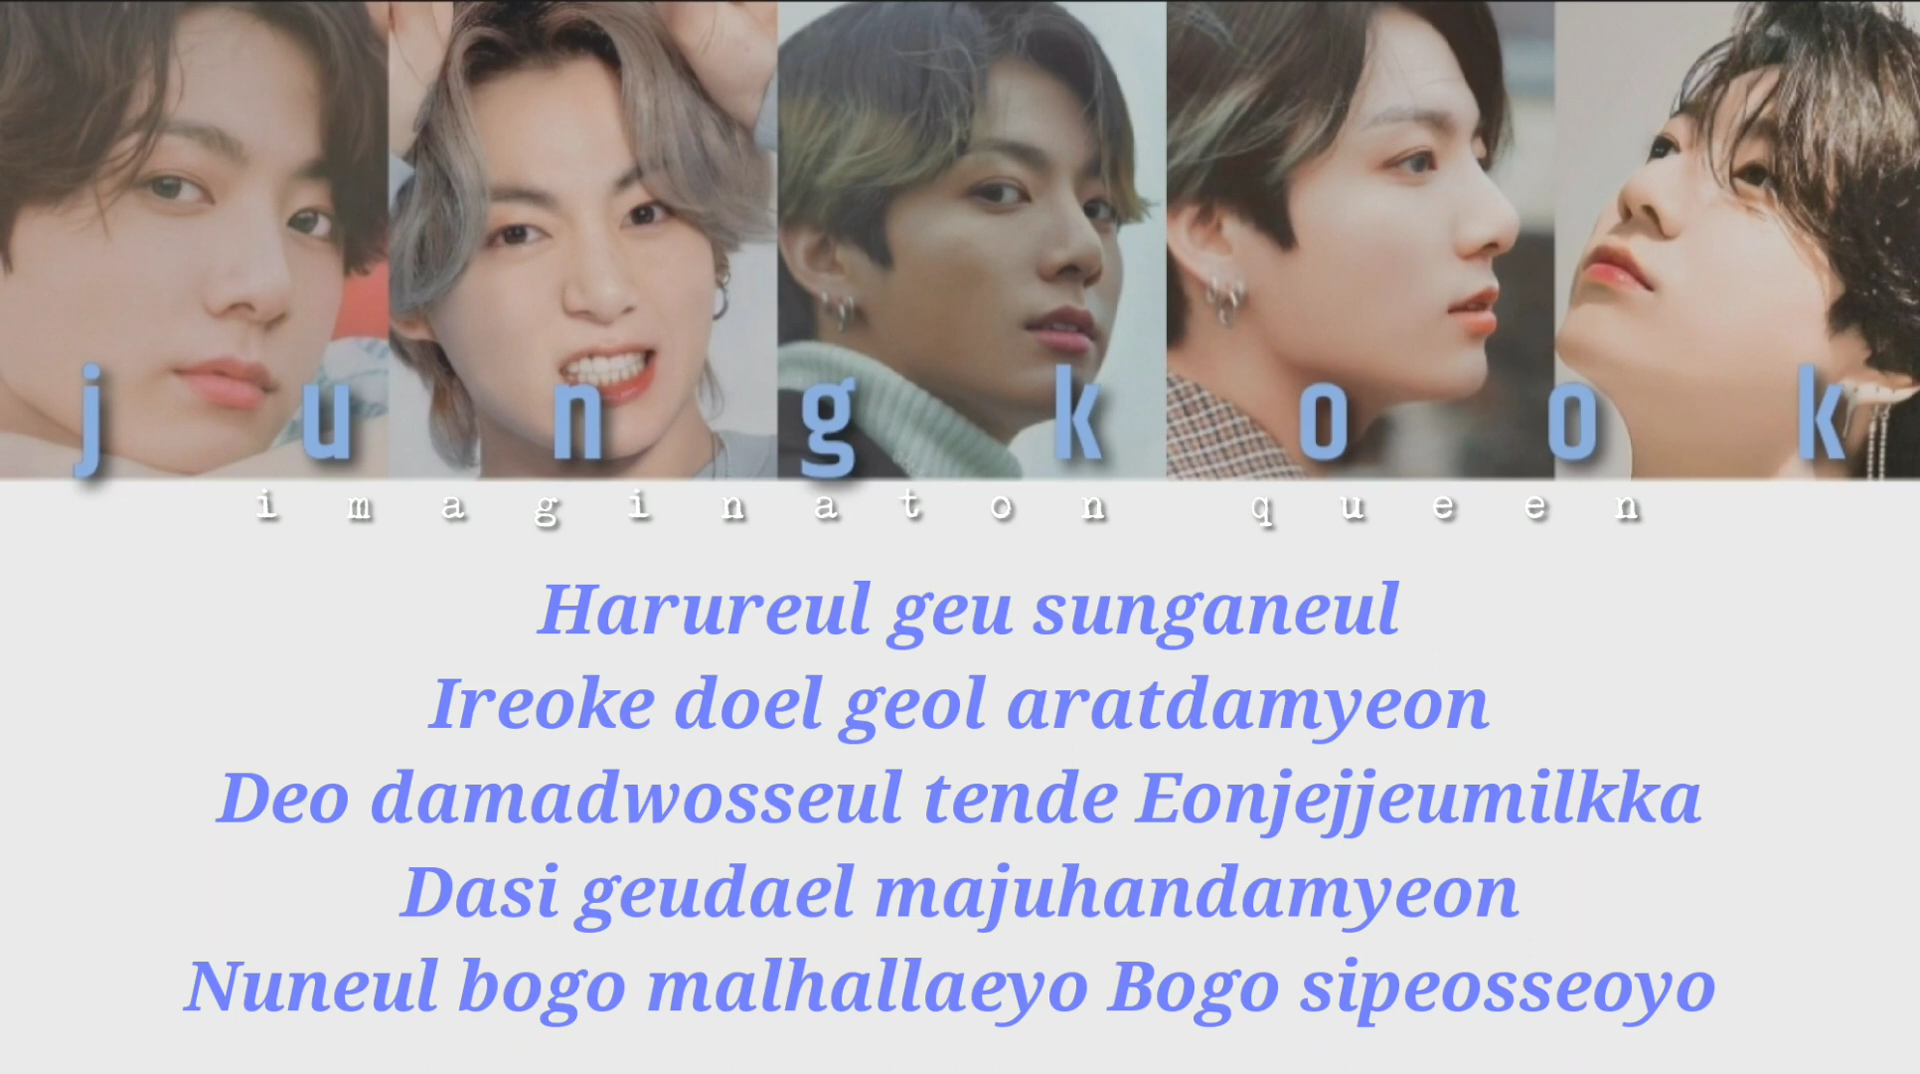 jungkook
imaginaton queen
Harureul geu sunganeul
Ireoke doel geol aratdamyeon
Deo damadwosseul tende Eonjejjeumilkka
Dasi geudael majuhandamyeon
Nuneul bogo malhallaeyo Bogo sipeosseoyo